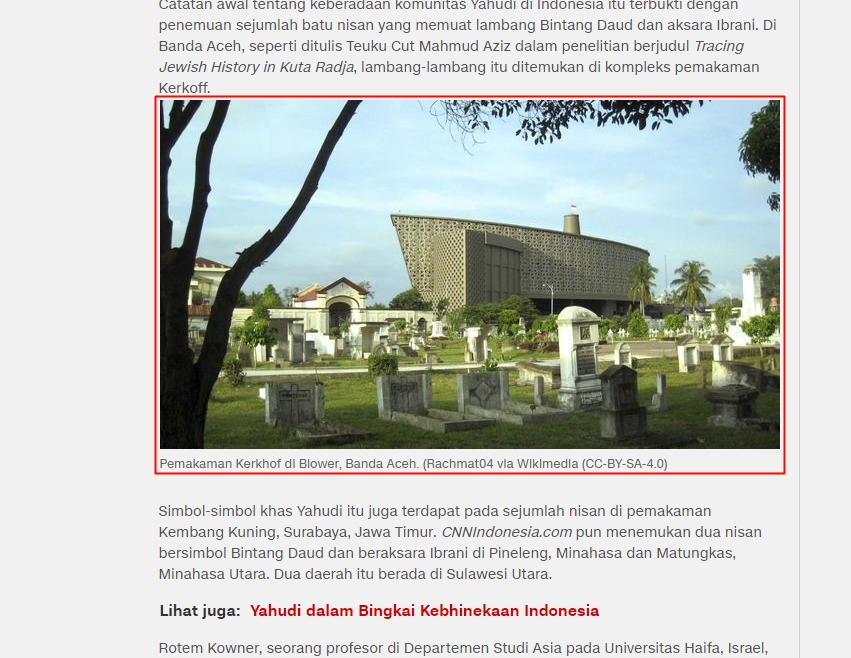 Catatan awal tentang keberadaan komunitas Yahudi di Indonesia itu terbukti dengan
penemuan sejumlah batu nisan yang memuat lambang Bintang Daud dan aksara Ibrani. Di
Banda Aceh, seperti ditulis Teuku Cut Mahmud Aziz dalam penelitian berjudul Tracing
Jewish History in Kuta Radja, lambang-lambang itu ditemukan di kompleks pemakaman
Kerkoff.
Pemakaman Kerkhof di Blower, Banda Aceh. (Rachmat04 via Wikimedia (CC-BY-SA-4.0)
Simbol-simbol khas Yahudi itu juga terdapat pada sejumlah nisan di pemakaman
Kembang Kuning, Surabaya, Jawa Timur. CNNIndonesia.com pun menemukan dua nisan
bersimbol Bintang Daud dan beraksara Ibrani di Pineleng, Minahasa dan Matungkas,
Minahasa Utara. Dua daerah itu berada di Sulawesi Utara.
Lihat juga: Yahudi dalam Bingkai Kebhinekaan Indonesia
Rotem Kowner, seorang profesor di Departemen Studi Asia pada Universitas Haifa, Israel,